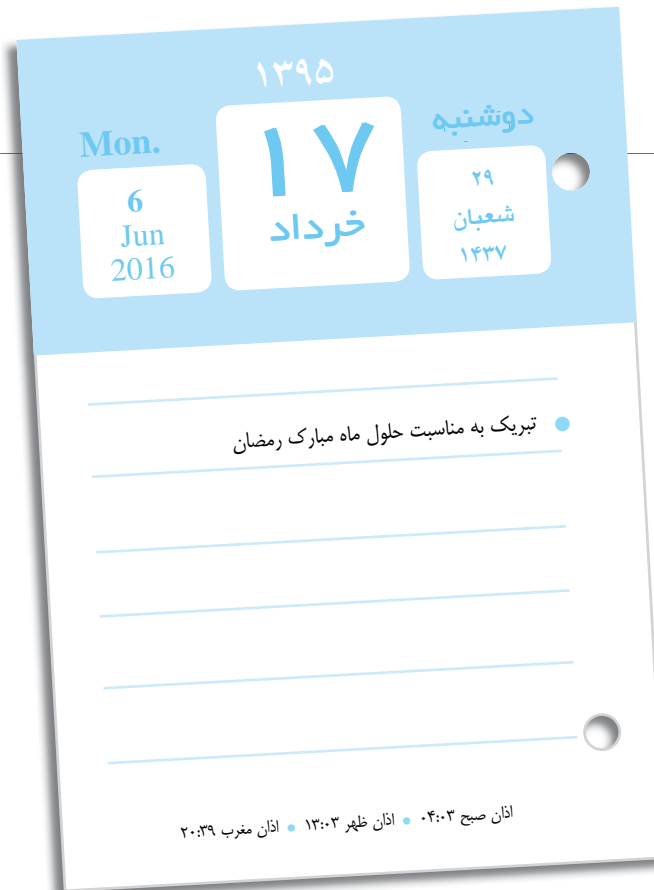 ۱۳۹۵
دوشنبه
۲۹
شعبان
۱۴۳۷
۱۷
خرداد
Mon.
6
Jun
2016
تبریک به مناسبت حلول ماه مبارک رمضان
اذان صبح ۰۴:۰۳ • اذان ظهر ۱۳:۰۳ • اذان مغرب ۲۰:۳۹